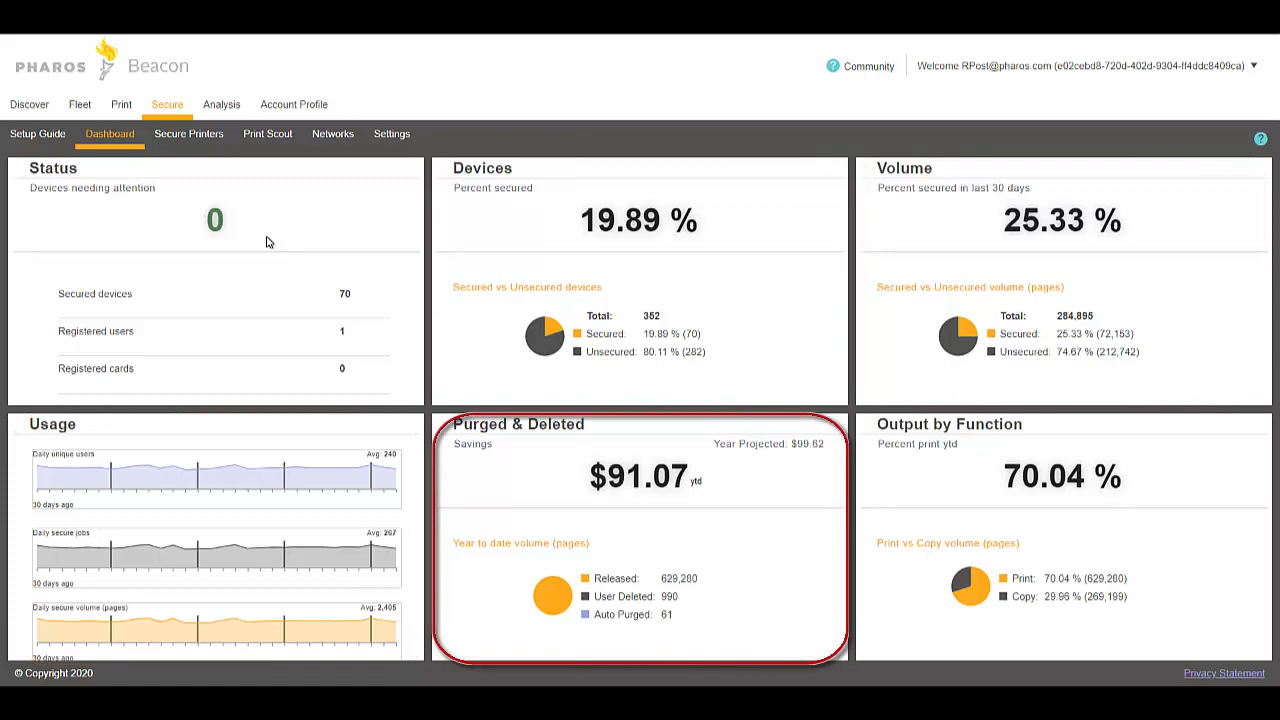 PHAROS Beacon
Community
Welcome RPost@pharos.com (e02cebd8-720d-402d-9304-ff4ddc8409ca)
Discover Fleet Print Secure Analysis Account Profile
Setup Guide Dashboard Secure Printers Print Scout Networks Settings
?
Status
Devices needing attention
0
Secured devices 70
Registered users 1
Registered cards 0
Devices
Percent secured
19.89 %
Secured vs Unsecured devices
Total: 352
Secured: 19.89 % (70)
Unsecured: 80.11 % (282)
Volume
Percent secured in last 30 days
25.33 %
Secured vs Unsecured volume (pages)
Total: 284,895
Secured: 25.33 % (72,153)
Unsecured: 74.67 % (212,742)
Usage
Daily unique users Avg: 240
30 days ago
Daily secure jobs Avg: 267
30 days ago
Daily secure volume (pages) Avg: 2,405
30 days ago
Purged & Deleted
Savings Year Projected: $99.62
$91.07 ytd
Year to date volume (pages)
Released: 629,280
User Deleted: 990
Auto Purged: 61
Output by Function
Percent print ytd
70.04 %
Print vs Copy volume (pages)
Print: 70.04 % (629,280)
Copy: 29.96 % (269,199)
© Copyright 2020
Privacy Statement